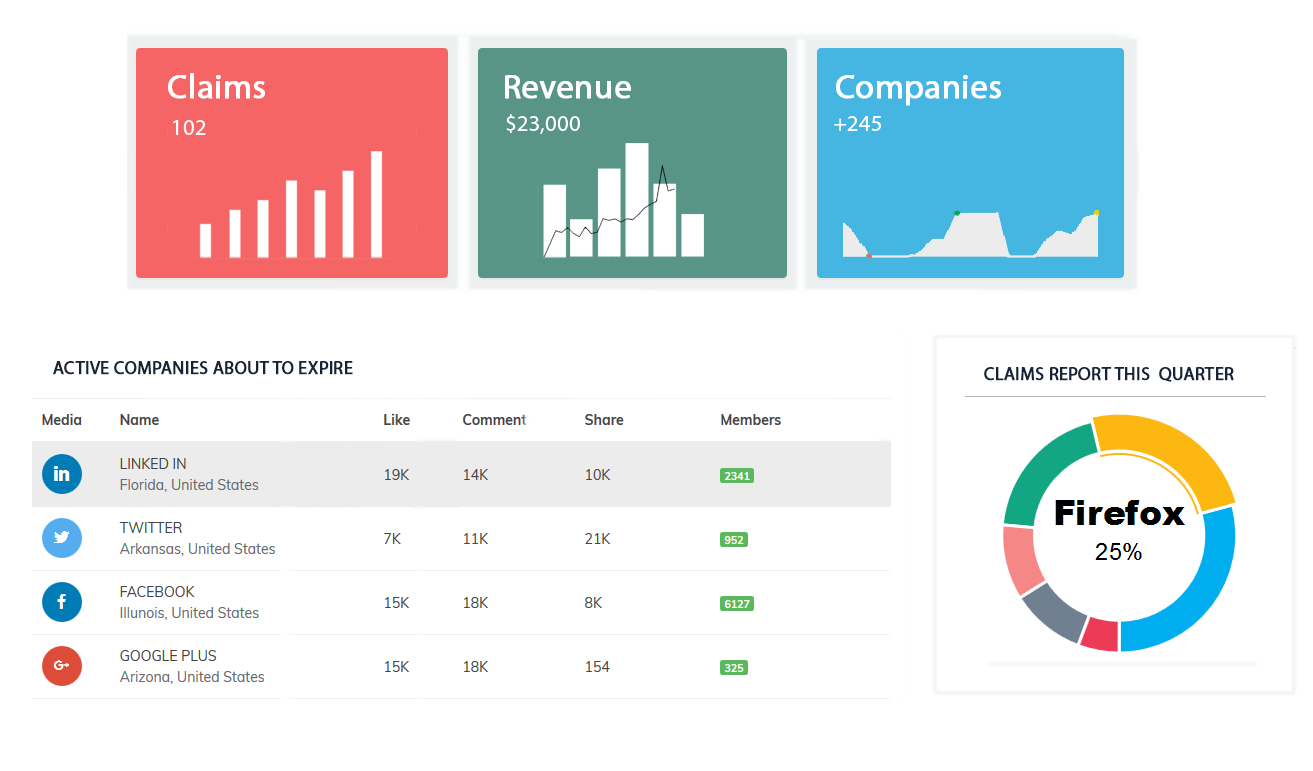 Claims
102
Revenue
$23,000
Companies
+245
ACTIVE COMPANIES ABOUT TO EXPIRE
Media Name Like Comment Share Members
in LINKED IN 19K 14K 10K 2341
Florida, United States
TWITTER 7K 11K 21K 952
Arkansas, United States
f FACEBOOK 15K 18K 8K 6127
Illunois, United States
G+ GOOGLE PLUS 15K 18K 154 325
Arizona, United States
CLAIMS REPORT THIS QUARTER
Firefox
25%